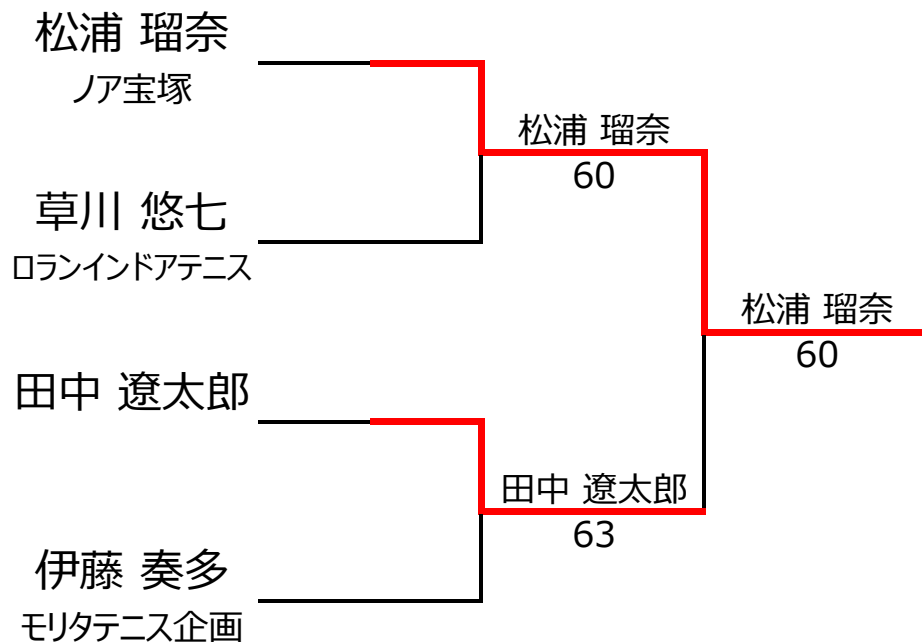 松浦 瑠奈
ノア宝塚
松浦 瑠奈
60
草川 悠七
ロランインドアテニス
松浦 瑠奈
60
田中 遼太郎
田中 遼太郎
63
伊藤 奏多
モリタテニス企画